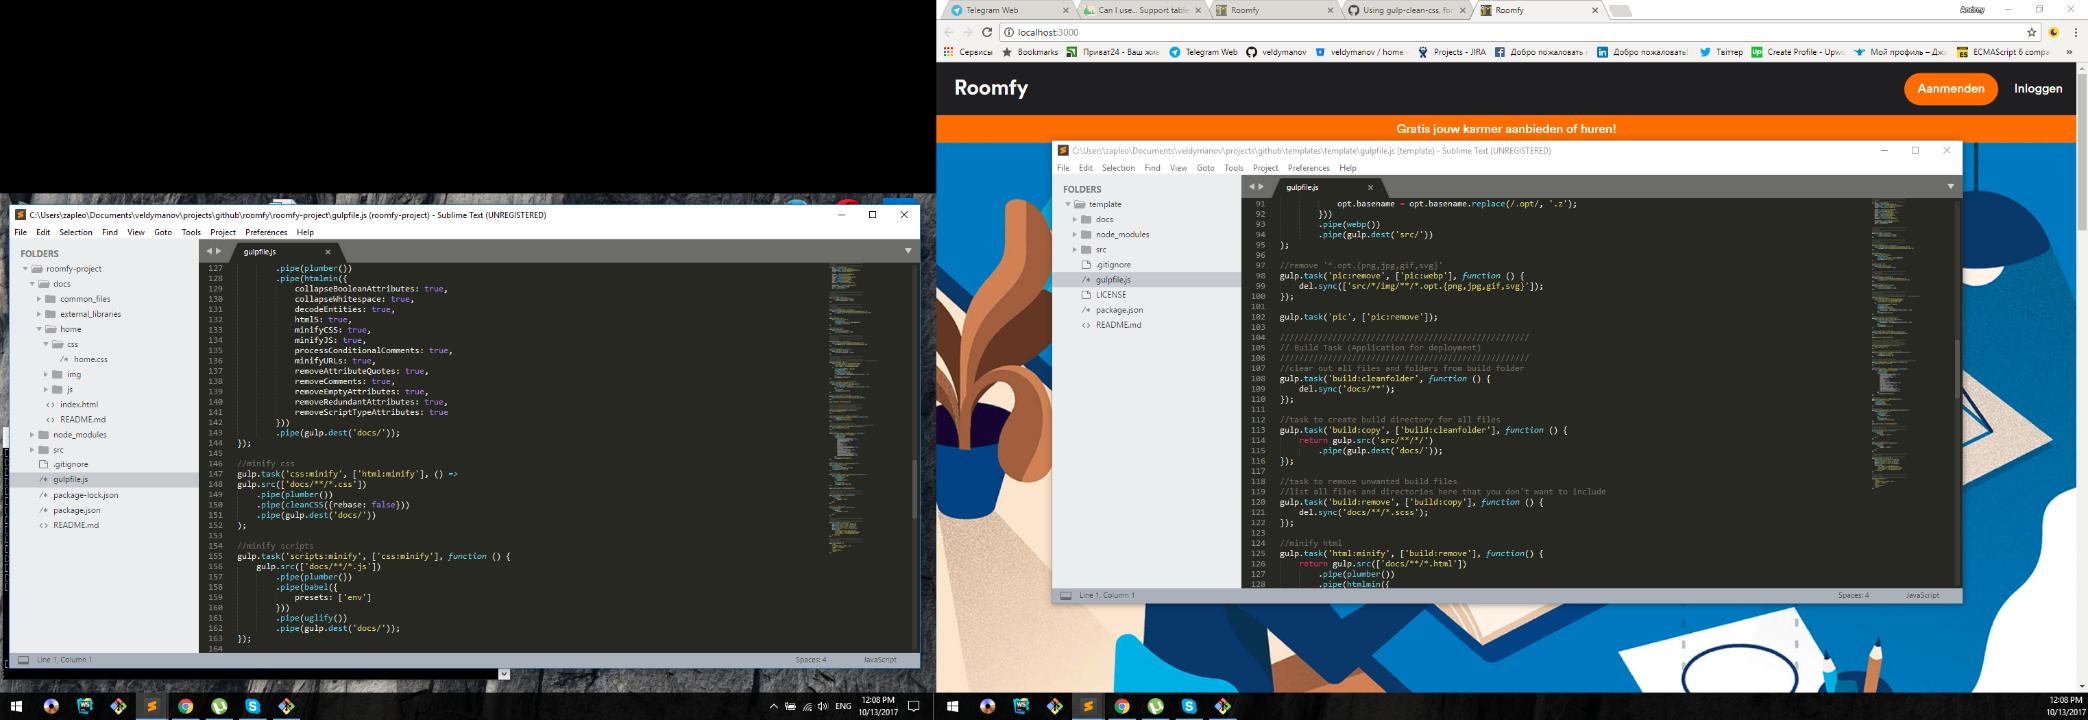 C:\Users\zapleo\Documents\veldymanov\projects\github\roomfy\roomfy-project\gulpfile.js (roomfy-project) - Sublime Text (UNREGISTERED)
File Edit Selection Find View Goto Tools Project Preferences Help
FOLDERS
roomfy-project
docs
common_files
external_libraries
home
css
home.css
img
js
index.html
README.md
node_modules
src
.gitignore
gulpfile.js
package-lock.json
package.json
README.md
gulpfile.js
127 .pipe(plumber())
128 .pipe(htmlmin({
129 collapseBooleanAttributes: true,
130 collapseWhitespace: true,
131 decodeEntities: true,
132 html5: true,
133 minifyCSS: true,
134 minifyJS: true,
135 processConditionalComments: true,
136 minifyURLs: true,
137 removeAttributeQuotes: true,
138 removeComments: true,
139 removeEmptyAttributes: true,
140 removeRedundantAttributes: true,
141 removeScriptTypeAttributes: true
142 }))
143 .pipe(gulp.dest('docs/'));
144 });
145
146 //minify css
147 gulp.task('css:minify', ['html:minify'], () =>
148 gulp.src(['docs/**/*.css'])
149 .pipe(plumber())
150 .pipe(cleanCSS({rebase: false}))
151 .pipe(gulp.dest('docs/'))
152 );
153
154 //minify scripts
155 gulp.task('scripts:minify', ['css:minify'], function () {
156 gulp.src(['docs/**/*.js'])
157 .pipe(plumber())
158 .pipe(babel({
159 presets: ['env']
160 }))
161 .pipe(uglify())
162 .pipe(gulp.dest('docs/'));
163 });
164
Line 1, Column 1 Spaces: 4 JavaScript
ENG 12:08 PM
10/13/2017
Telegram Web Can I use... Support table Roomfy Using gulp-clean-css, for Roomfy Andrey
localhost:3000
Сервисы Bookmarks Приват24 - Ваш жиз Telegram Web veldymanov veldymanov / home Projects - JIRA Добро пожаловать Добро пожаловать! Твіттер Create Profile - Upwo Мой профиль – Джи ECMAScript 6 compa »
Roomfy Aanmenden Inloggen
Gratis jouw karmer aanbieden of huren!
C:\Users\zapleo\Documents\veldymanov\projects\github\templates\template\gulpfile.js (template) - Sublime Text (UNREGISTERED)
File Edit Selection Find View Goto Tools Project Preferences Help
FOLDERS
template
docs
node_modules
src
.gitignore
gulpfile.js
LICENSE
package.json
README.md
gulpfile.js
91 opt.basename = opt.basename.replace(/.opt/, '.z');
92 }))
93 .pipe(webp())
94 .pipe(gulp.dest('src/'))
95 );
96
97 //remove '*.opt.{png,jpg,gif,svg}'
98 gulp.task('pic:remove', ['pic:webp'], function () {
99 del.sync(['src/*/img/**/*.opt.{png,jpg,gif,svg}']);
100 });
101
102 gulp.task('pic', ['pic:remove']);
103
104 ////////////////////////////////////////////////////
105 // Build Task (Application for deployment)
106 ////////////////////////////////////////////////////
107 //clear out all files and folders from build folder
108 gulp.task('build:cleanfolder', function () {
109 del.sync('docs/**');
110 });
111
112 //task to create build directory for all files
113 gulp.task('build:copy', ['build:cleanfolder'], function () {
114 return gulp.src('src/**/*/')
115 .pipe(gulp.dest('docs/'));
116 });
117
118 //task to remove unwanted build files
119 //list all files and directories here that you don't want to include
120 gulp.task('build:remove', ['build:copy'], function () {
121 del.sync('docs/**/*.scss');
122 });
123
124 //minify html
125 gulp.task('html:minify', ['build:remove'], function() {
126 return gulp.src(['docs/**/*.html'])
127 .pipe(plumber())
128 .pipe(htmlmin({
Line 1, Column 1 Spaces: 4 JavaScript
12:08 PM
10/13/2017